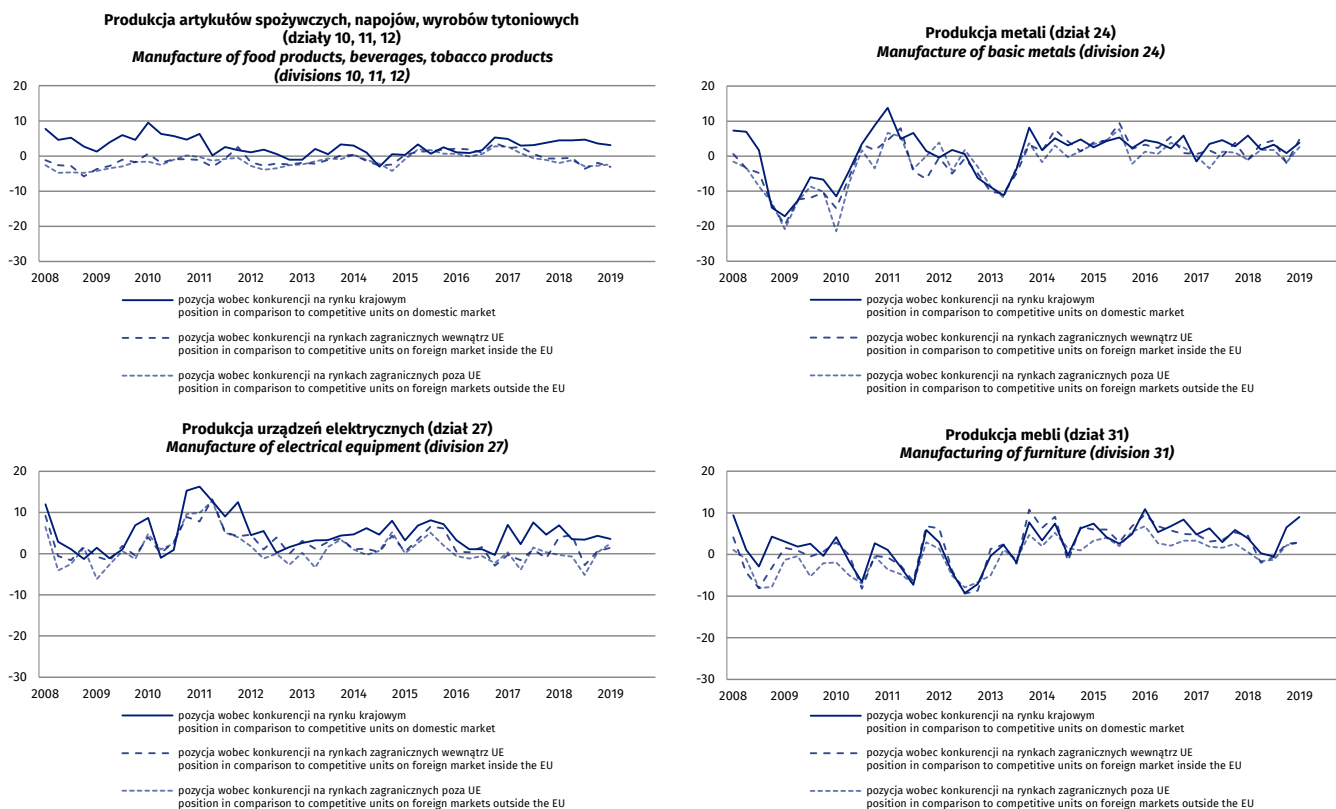 Produkcja artykułów spożywczych, napojów, wyrobów tytoniowych
(działy 10, 11, 12)
Manufacture of food products, beverages, tobacco products
(divisions 10, 11, 12)
20
10
0
-10
-20
-30
2008 2009 2010 2011 2012 2013 2014 2015 2016 2017 2018 2019
pozycja wobec konkurencji na rynku krajowym
position in comparison to competitive units on domestic market
pozycja wobec konkurencji na rynkach zagranicznych wewnątrz UE
position in comparison to competitive units on foreign market inside the EU
pozycja wobec konkurencji na rynkach zagranicznych poza UE
position in comparison to competitive units on foreign markets outside the EU
Produkcja metali (dział 24)
Manufacture of basic metals (division 24)
20
10
0
-10
-20
-30
2008 2009 2010 2011 2012 2013 2014 2015 2016 2017 2018 2019
pozycja wobec konkurencji na rynku krajowym
position in comparison to competitive units on domestic market
pozycja wobec konkurencji na rynkach zagranicznych wewnątrz UE
position in comparison to competitive units on foreign market inside the EU
pozycja wobec konkurencji na rynkach zagranicznych poza UE
position in comparison to competitive units on foreign markets outside the EU
Produkcja urządzeń elektrycznych (dział 27)
Manufacture of electrical equipment (division 27)
20
10
0
-10
-20
-30
2008 2009 2010 2011 2012 2013 2014 2015 2016 2017 2018 2019
pozycja wobec konkurencji na rynku krajowym
position in comparison to competitive units on domestic market
pozycja wobec konkurencji na rynkach zagranicznych wewnątrz UE
position in comparison to competitive units on foreign market inside the EU
pozycja wobec konkurencji na rynkach zagranicznych poza UE
position in comparison to competitive units on foreign markets outside the EU
Produkcja mebli (dział 31)
Manufacturing of furniture (division 31)
20
10
0
-10
-20
-30
2008 2009 2010 2011 2012 2013 2014 2015 2016 2017 2018 2019
pozycja wobec konkurencji na rynku krajowym
position in comparison to competitive units on domestic market
pozycja wobec konkurencji na rynkach zagranicznych wewnątrz UE
position in comparison to competitive units on foreign market inside the EU
pozycja wobec konkurencji na rynkach zagranicznych poza UE
position in comparison to competitive units on foreign markets outside the EU